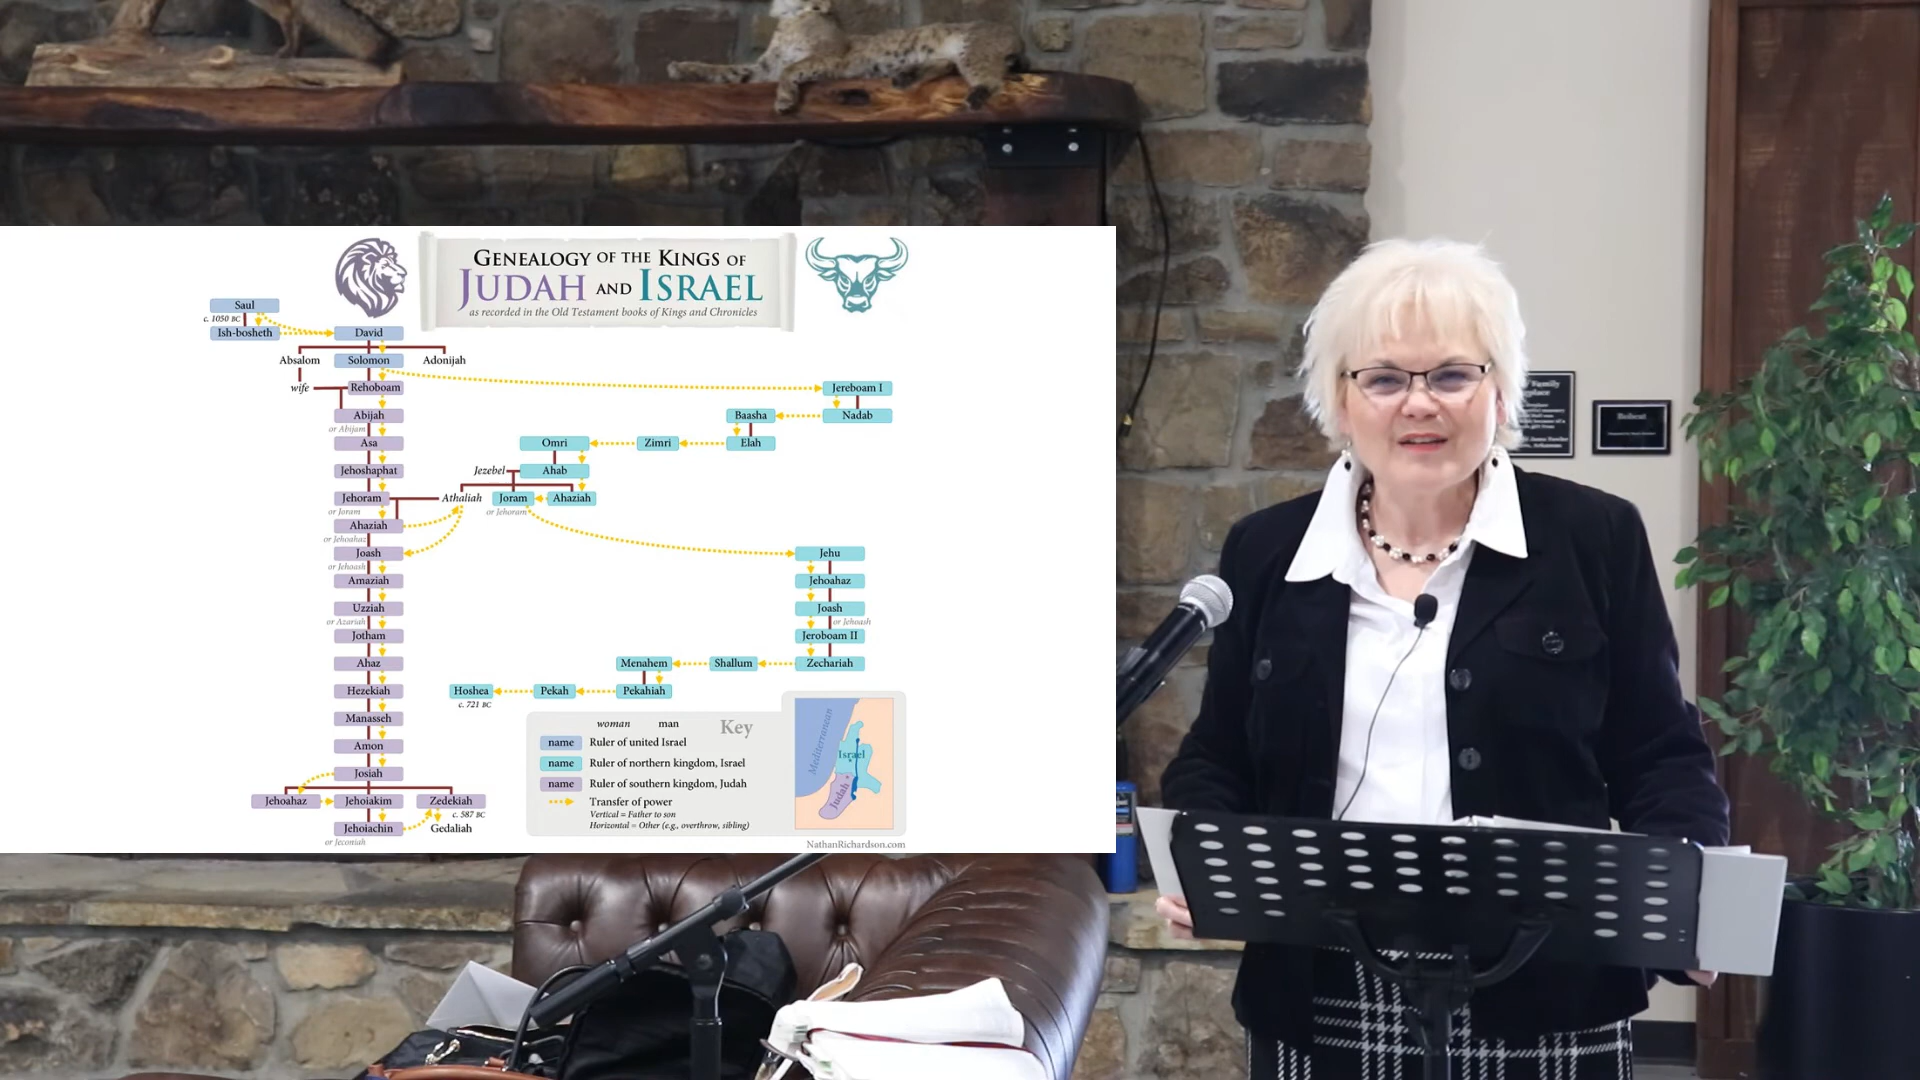 GENEALOGY OF THE KINGS OF
JUDAH AND ISRAEL
as recorded in the Old Testament books of Kings and Chronicles
Saul
c. 1050 BC
Ish-bosheth
David
Absalom
Solomon
Adonijah
wife
Rehoboam
Jereboam I
Abijah
or Abijam
Baasha
Nadab
Asa
Omri
Zimri
Elah
Jehoshaphat
Jezebel
Ahab
Jehoram
or Joram
Athaliah
Joram
or Jehoram
Ahaziah
Ahaziah
or Jehoahaz
Joash
or Jehoash
Jehu
Amaziah
Jehoahaz
Uzziah
or Azariah
Joash
or Jehoash
Jotham
Jeroboam II
Ahaz
Menahem
Shallum
Zechariah
Hezekiah
Hoshea
c. 721 BC
Pekah
Pekahiah
Manasseh
Amon
Josiah
Jehoahaz
Jehoiakim
Zedekiah
c. 587 BC
Jehoiachin
or Jeconiah
Gedaliah
woman man Key
name Ruler of united Israel
name Ruler of northern kingdom, Israel
name Ruler of southern kingdom, Judah
Transfer of power
Vertical = Father to son
Horizontal = Other (e.g., overthrow, sibling)
Mediterranean
Israel
Judah
NathanRichardson.com
Family
Bobcat